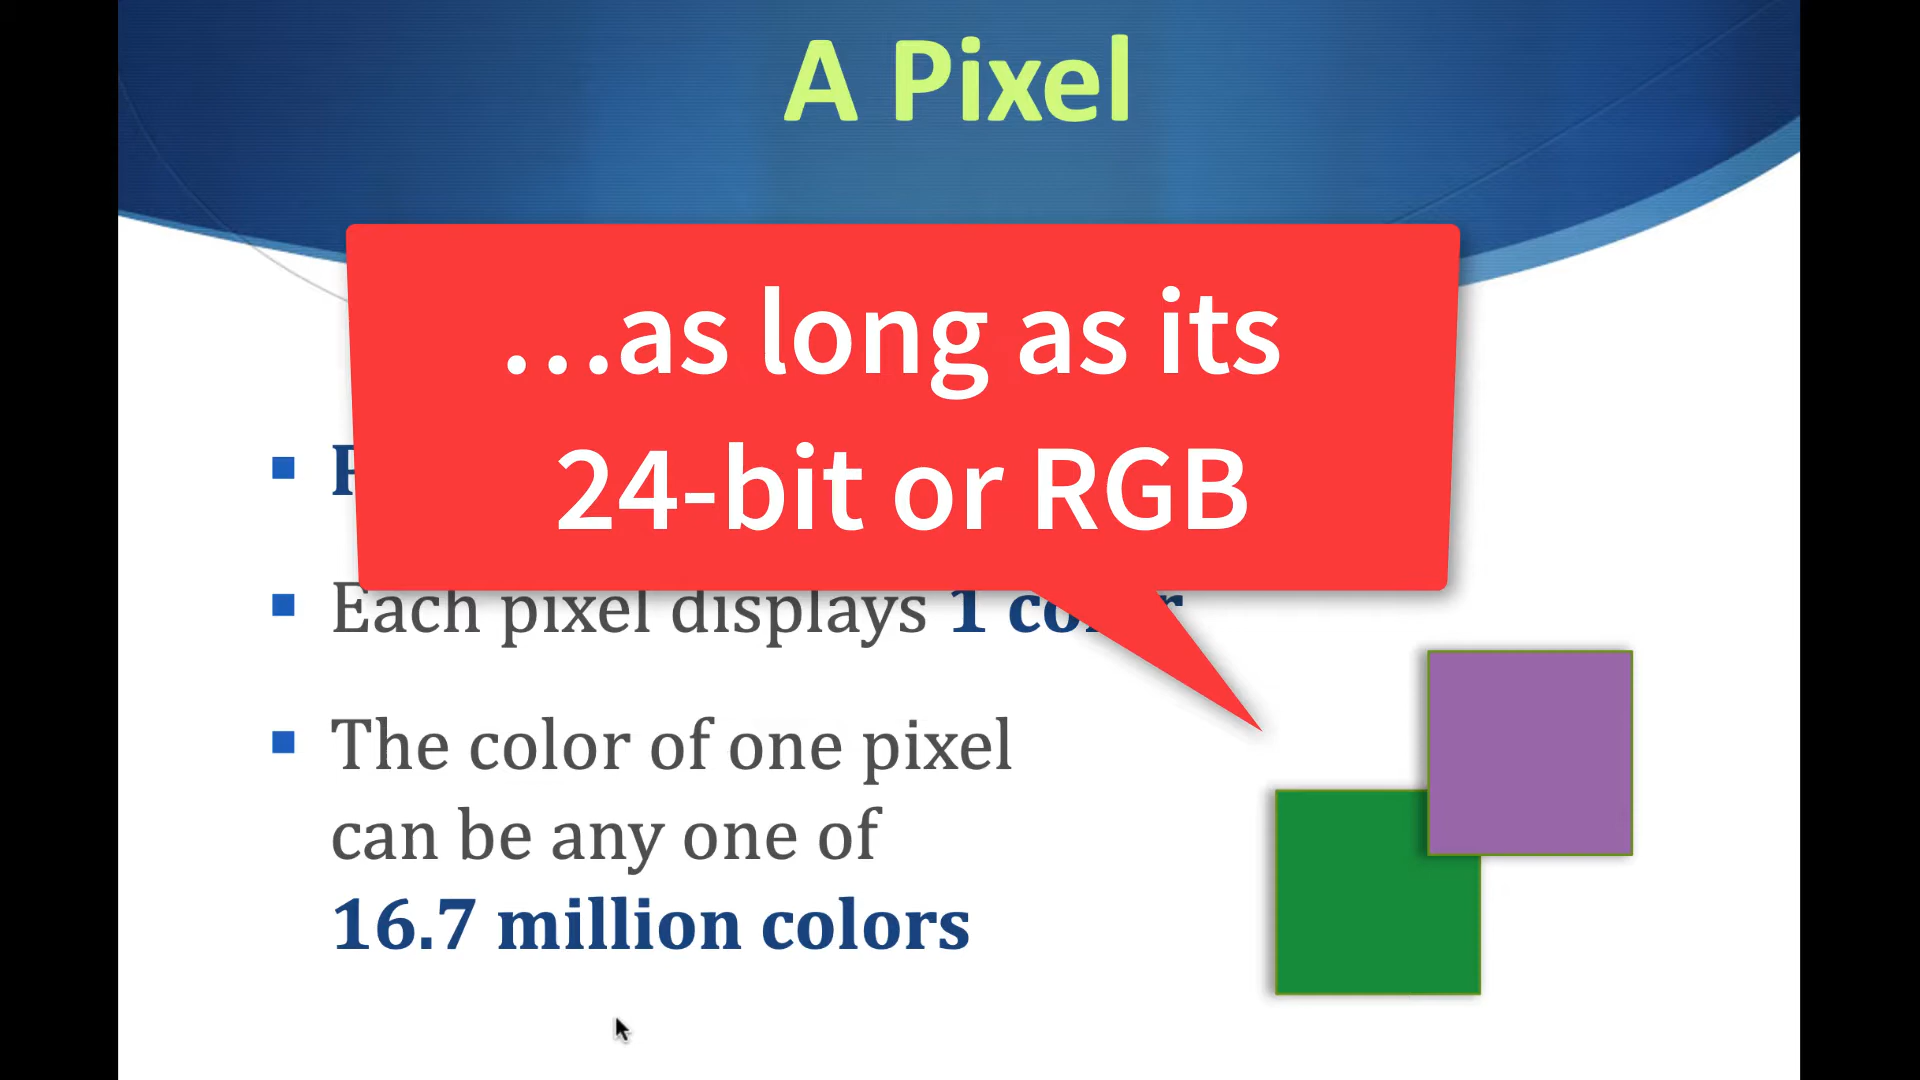 A Pixel
…as long as its
24-bit or RGB
Each pixel displays 1 color
The color of one pixel
can be any one of
16.7 million colors